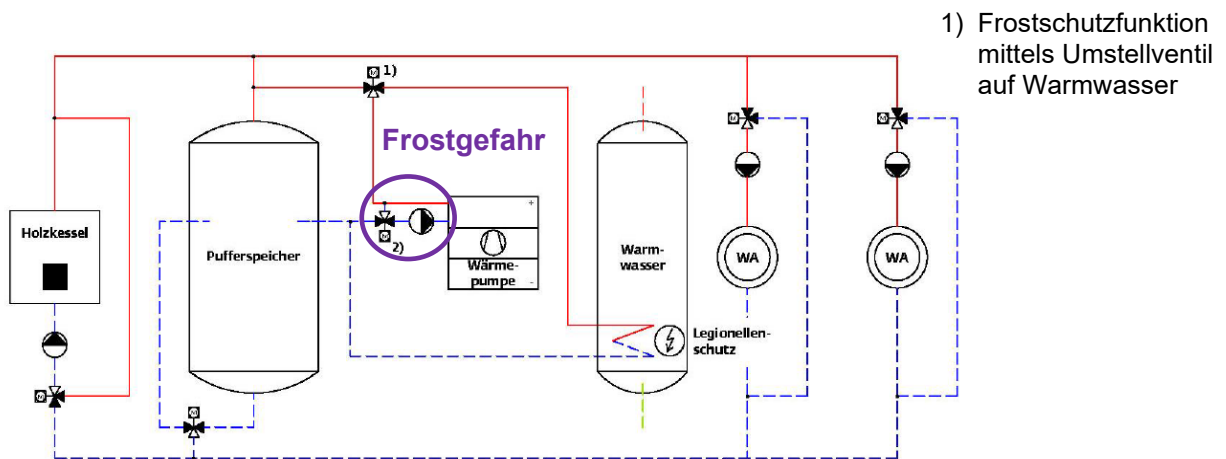 1) Frostschutzfunktion
mittels Umstellventil
auf Warmwasser
M 1)
M
M
Frostgefahr
Holzkessel
Pufferspeicher
M 2)
+
Wärme-
pumpe -
Warm-
wasser
WA
WA
Legionellen-
schutz
M
M